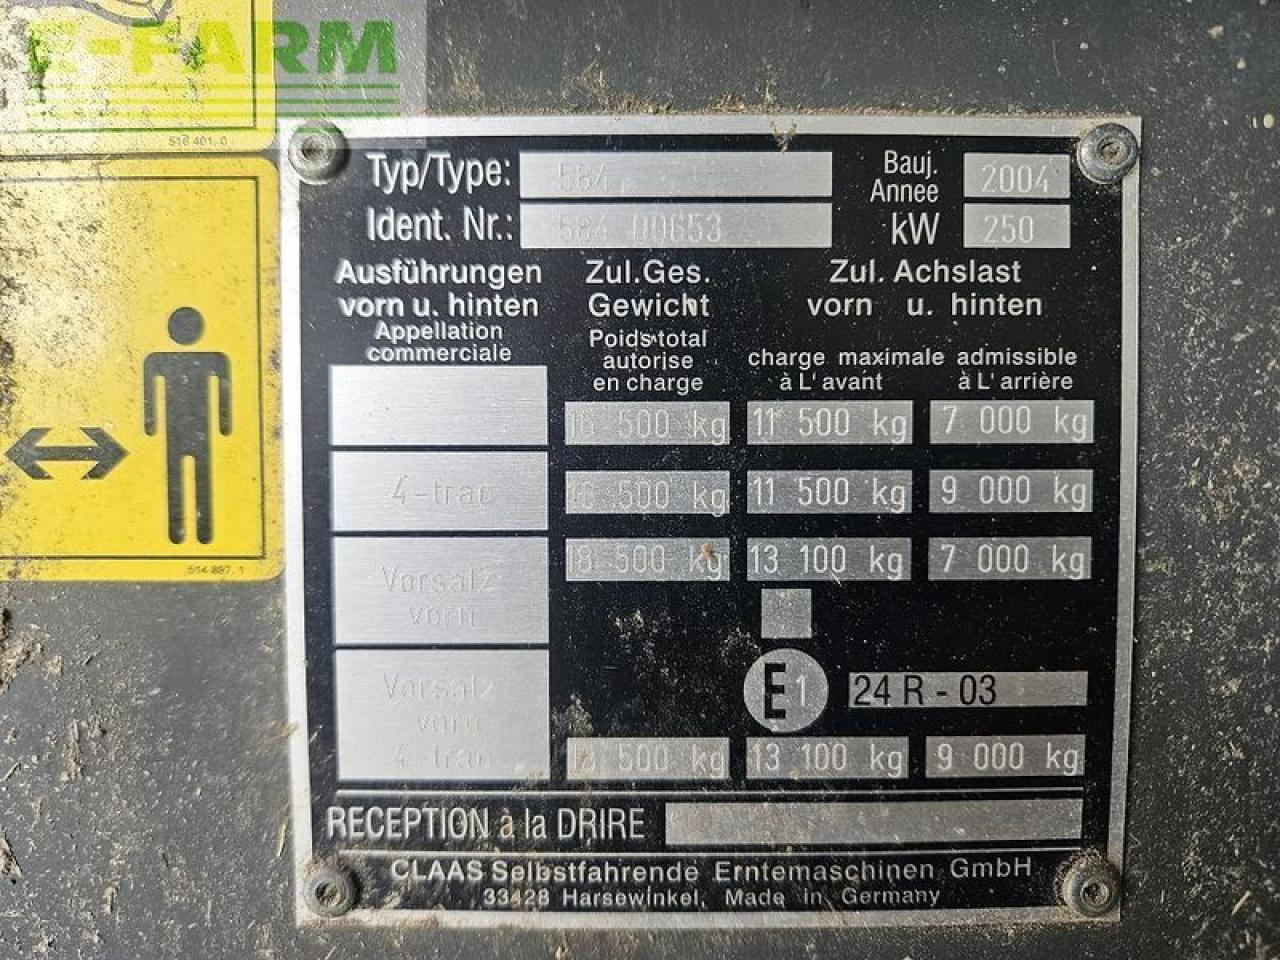 E-FARM
516 401. 0
514 897. 1
Typ/Type: 584
Bauj. Annee 2004
Ident. Nr.: 584 00653
kW 250
Ausführungen vorn u. hinten
Appellation commerciale
Zul.Ges. Gewicht
Poids total autorise en charge
Zul. Achslast vorn u. hinten
charge maximale admissible
à L'avant à L'arrière
16 500 kg 11 500 kg 7 000 kg
4-trac 500 kg 11 500 kg 9 000 kg
Vorsatz vorn 18 500 kg 13 100 kg 7 000 kg
E1 24 R - 03
Vorsatz
vorn
4-trac 500 kg 13 100 kg 9 000 kg
RECEPTION à la DRIRE
CLAAS Selbstfahrende Erntemaschinen GmbH
33428 Harsewinkel, Made in Germany